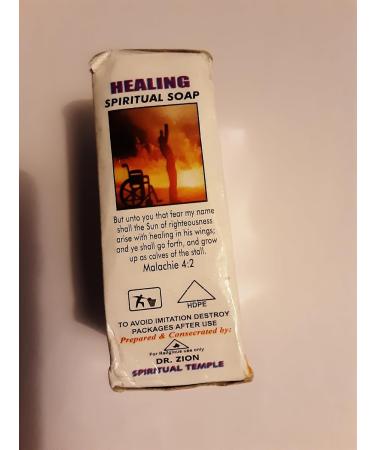 HEALING
SPIRITUAL SOAP
But unto you that fear my name
shall the Sun of righteousness
arise with healing in his wings;
and ye shall go forth, and grow
up as calves of the stall.
Malachie 4:2
HDPE
TO AVOID IMITATION DESTROY
PACKAGES AFTER USE
Prepared & Consecrated by:
For Religious use only
DR. ZION
SPIRITUAL TEMPLE